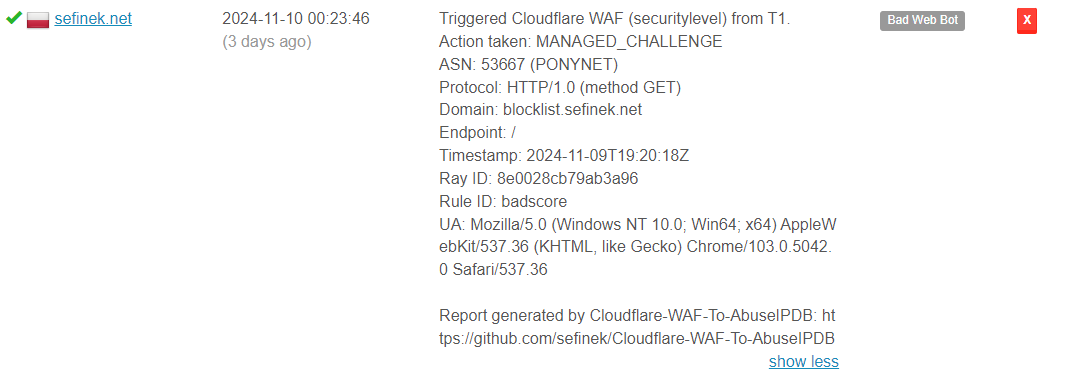 sefinek.net
2024-11-10 00:23:46
(3 days ago)
Triggered Cloudflare WAF (securitylevel) from T1.
Action taken: MANAGED_CHALLENGE
ASN: 53667 (PONYNET)
Protocol: HTTP/1.0 (method GET)
Domain: blocklist.sefinek.net
Endpoint: /
Timestamp: 2024-11-09T19:20:18Z
Ray ID: 8e0028cb79ab3a96
Rule ID: badscore
UA: Mozilla/5.0 (Windows NT 10.0; Win64; x64) AppleW
ebKit/537.36 (KHTML, like Gecko) Chrome/103.0.5042.
0 Safari/537.36
Report generated by Cloudflare-WAF-To-AbuseIPDB: ht
tps://github.com/sefinek/Cloudflare-WAF-To-AbuseIPDB
show less
Bad Web Bot
X